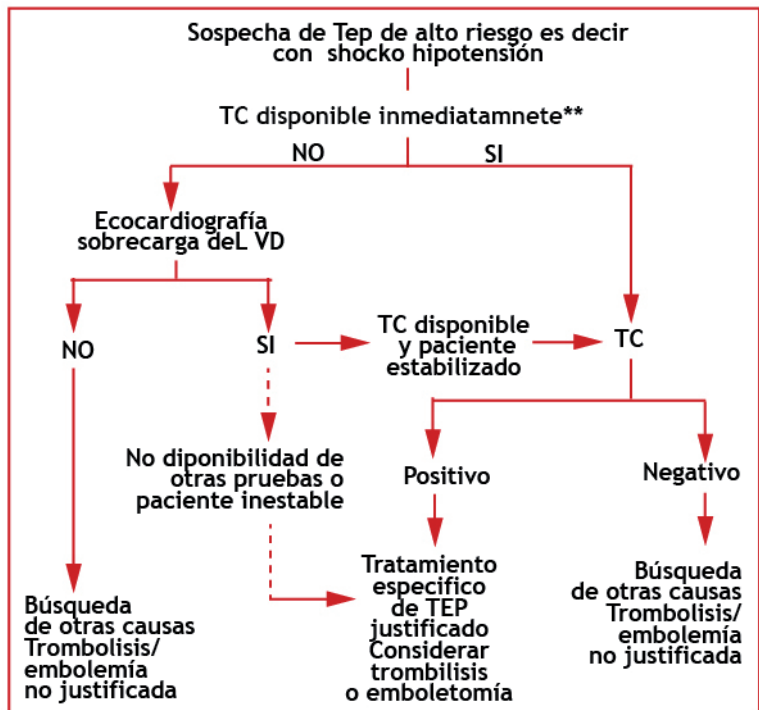 Sospecha de Tep de alto riesgo es decir
con shocko hipotensión
TC disponible inmediatamnete**
NO
SI
Ecocardiografía
sobrecarga deL VD
NO
SI
TC disponible
y paciente
estabilizado
TC
No diponibilidad de
otras pruebas o
paciente inestable
Positivo
Negativo
Búsqueda
de otras causas
Trombolisis/
embolemía
no justificada
Tratamiento
especifico
de TEP
justificado
Considerar
trombilisis
o emboletomía
Búsqueda
de otras causas
Trombolisis/
embolemía
no justificada